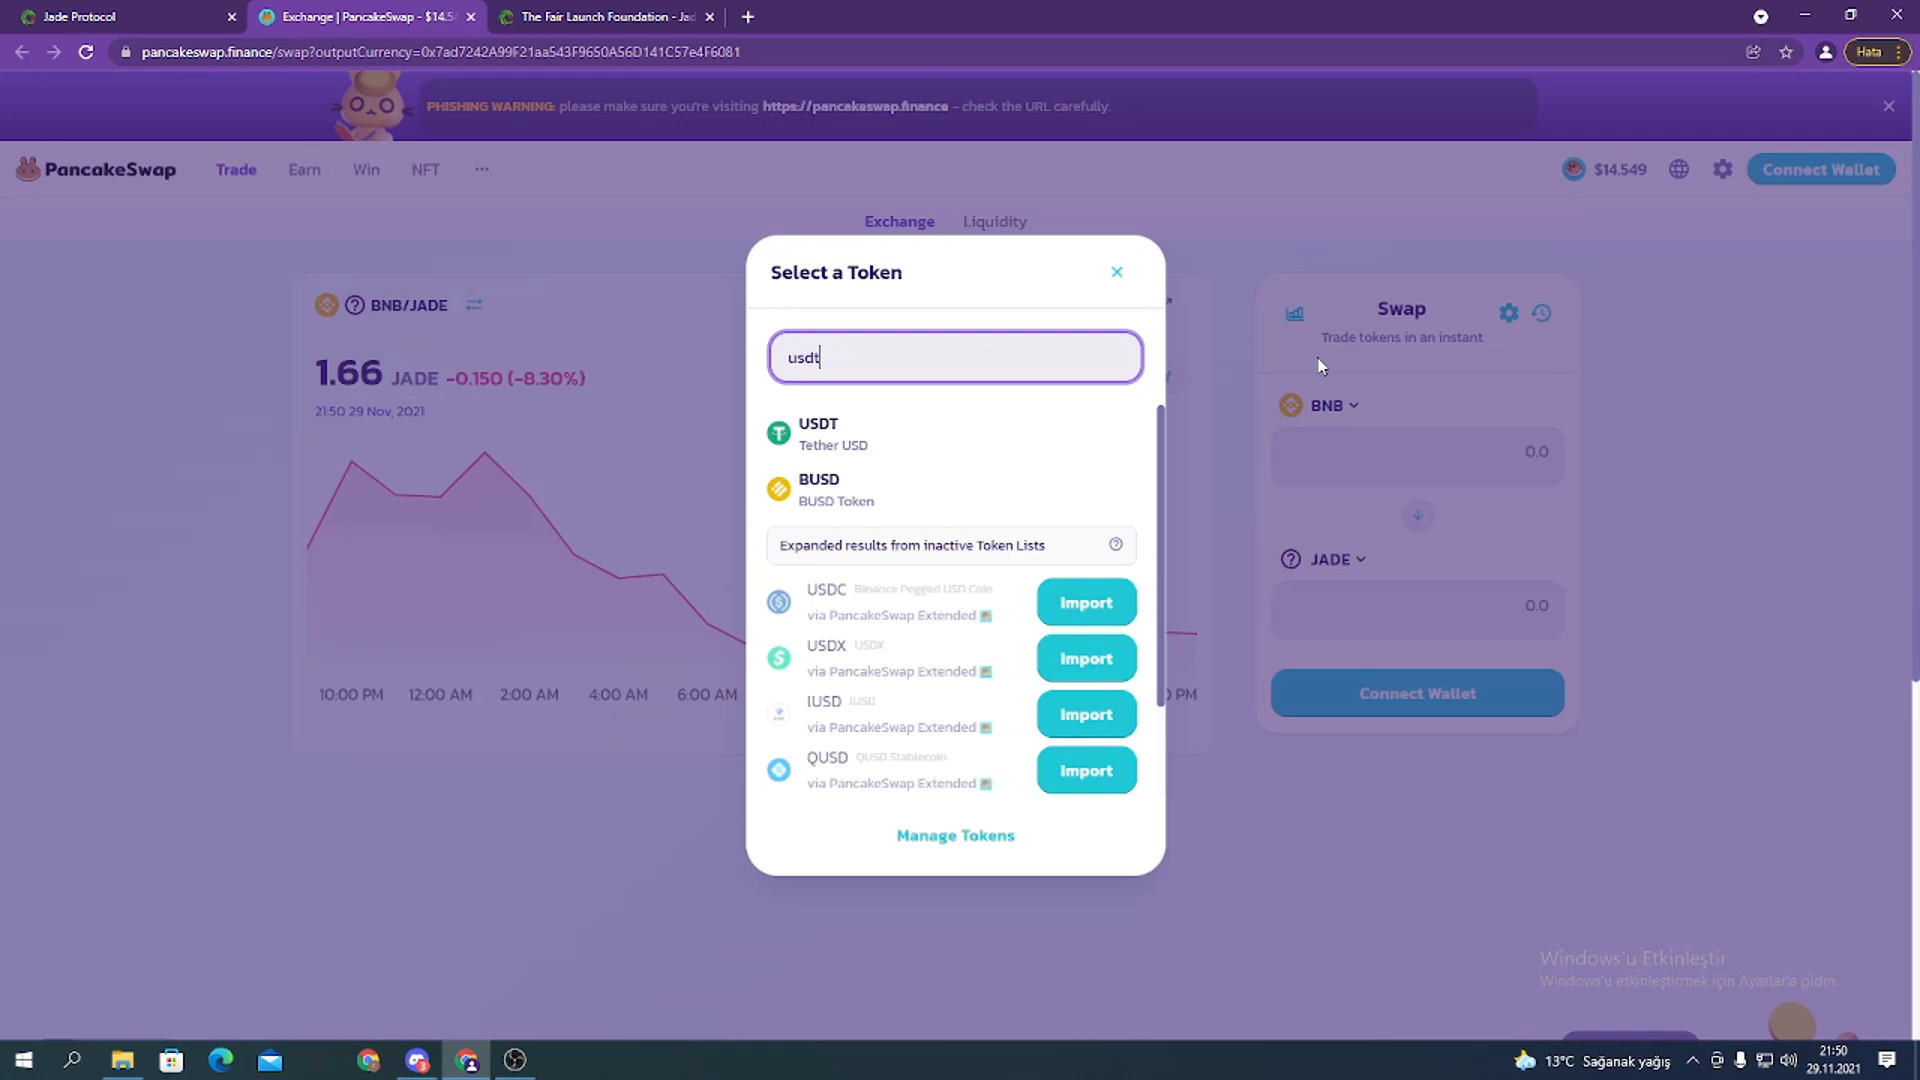 Jade Protocol
Exchange | PancakeSwap - $14.5
The Fair Launch Foundation - Jad
pancakeswap.finance/swap?outputCurrency=0x7ad7242A99F21aa543F9650A56D141C57e4F6081
Hata
PHISHING WARNING: please make sure you're visiting https://pancakeswap.finance - check the URL carefully.
PancakeSwap
Trade
Earn
Win
NFT
$14.549
Connect Wallet
Exchange
Liquidity
BNB/JADE
1.66 JADE -0.150 (-8.30%)
21:50 29 Nov, 2021
10:00 PM
12:00 AM
2:00 AM
4:00 AM
6:00 AM
PM
Select a Token
usdt
USDT
Tether USD
BUSD
BUSD Token
Expanded results from inactive Token Lists
USDC Binance Pegged USD Coin
via PancakeSwap Extended
Import
USDX USDX
via PancakeSwap Extended
Import
IUSD IUSD
via PancakeSwap Extended
Import
QUSD QUSD Stablecoin
via PancakeSwap Extended
Import
Manage Tokens
Swap
Trade tokens in an instant
BNB
0.0
JADE
0.0
Connect Wallet
Windows'u Etkinleştir
Windows'u etkinleştirmek için Ayarlar'a gidin.
13°C Sağanak yağış
21:50
29.11.2021